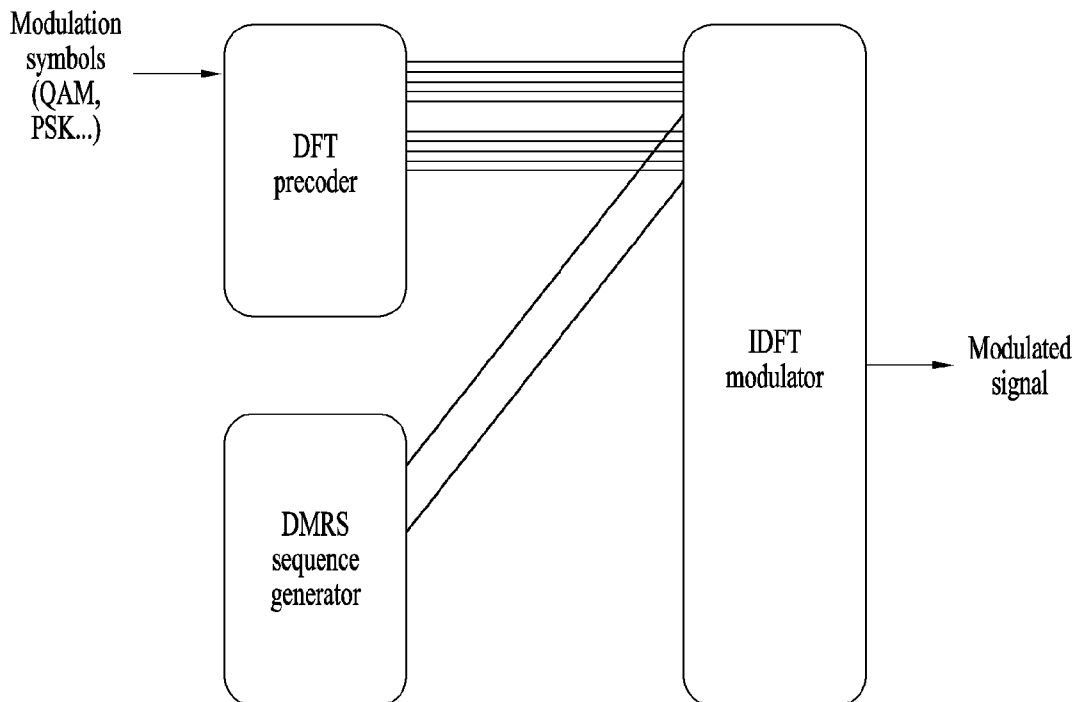 Modulation
symbols
(QAM,
PSK...)
DFT
precoder
DMRS
sequence
generator
IDFT
modulator
Modulated
signal